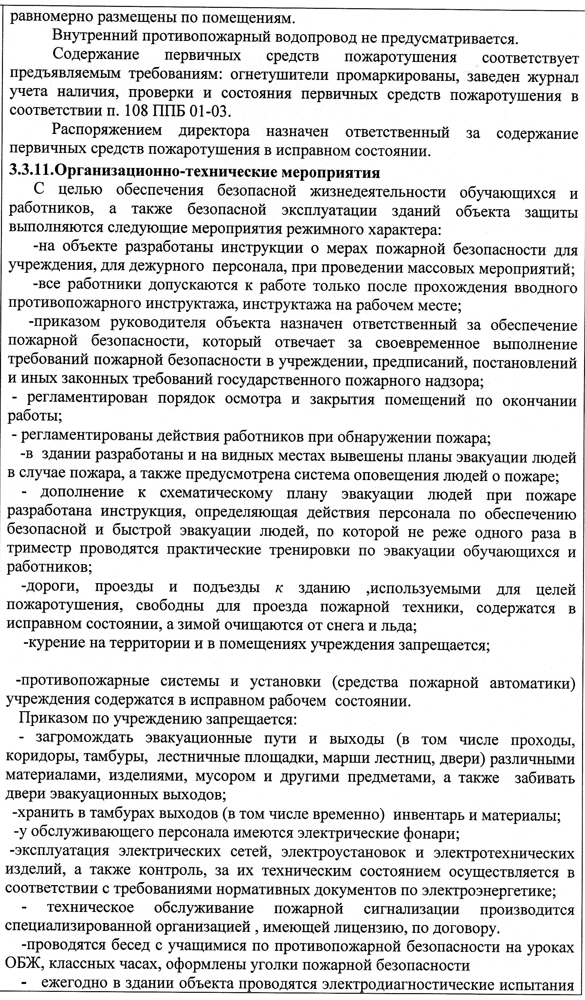 равномерно размещены по помещениям.
Внутренний противопожарный водопровод не предусматривается.
Содержание первичных средств пожаротушения соответствует
предъявляемым требованиям: огнетушители промаркированы, заведен журнал
учета наличия, проверки и состояния первичных средств пожаротушения в
соответствии п. 108 ППБ 01-03.
Распоряжением директора назначен ответственный за содержание
первичных средств пожаротушения в исправном состоянии.
3.3.11.Организационно-технические мероприятия
С целью обеспечения безопасной жизнедеятельности обучающихся и
работников, а также безопасной эксплуатации зданий объекта защиты
выполняются следующие мероприятия режимного характера:
-на объекте разработаны инструкции о мерах пожарной безопасности для
учреждения, для дежурного персонала, при проведении массовых мероприятий;
-все работники допускаются к работе только после прохождения вводного
противопожарного инструктажа, инструктажа на рабочем месте;
-приказом руководителя объекта назначен ответственный за обеспечение
пожарной безопасности, который отвечает за своевременное выполнение
требований пожарной безопасности в учреждении, предписаний, постановлений
и иных законных требований государственного пожарного надзора;
- регламентирован порядок осмотра и закрытия помещений по окончании
работы;
- регламентированы действия работников при обнаружении пожара;
-в здании разработаны и на видных местах вывешены планы эвакуации людей
в случае пожара, а также предусмотрена система оповещения людей о пожаре;
- дополнение к схематическому плану эвакуации людей при пожаре
разработана инструкция, определяющая действия персонала по обеспечению
безопасной и быстрой эвакуации людей, по которой не реже одного раза в
триместр проводятся практические тренировки по эвакуации обучающихся и
работников;
-дороги, проезды и подъезды к зданию ,используемыми для целей
пожаротушения, свободны для проезда пожарной техники, содержатся в
исправном состоянии, а зимой очищаются от снега и льда;
-курение на территории и в помещениях учреждения запрещается;
-противопожарные системы и установки (средства пожарной автоматики)
учреждения содержатся в исправном рабочем состоянии.
Приказом по учреждению запрещается:
- загромождать эвакуационные пути и выходы (в том числе проходы,
коридоры, тамбуры, лестничные площадки, марши лестниц, двери) различными
материалами, изделиями, мусором и другими предметами, а также забивать
двери эвакуационных выходов;
-хранить в тамбурах выходов (в том числе временно) инвентарь и материалы;
-у обслуживающего персонала имеются электрические фонари;
-эксплуатация электрических сетей, электроустановок и электротехнических
изделий, а также контроль, за их техническим состоянием осуществляется в
соответствии с требованиями нормативных документов по электроэнергетике;
- техническое обслуживание пожарной сигнализации производится
специализированной организацией , имеющей лицензию, по договору.
-проводятся бесед с учащимися по противопожарной безопасности на уроках
ОБЖ, классных часах, оформлены уголки пожарной безопасности
- ежегодно в здании объекта проводятся электродиагностические испытания